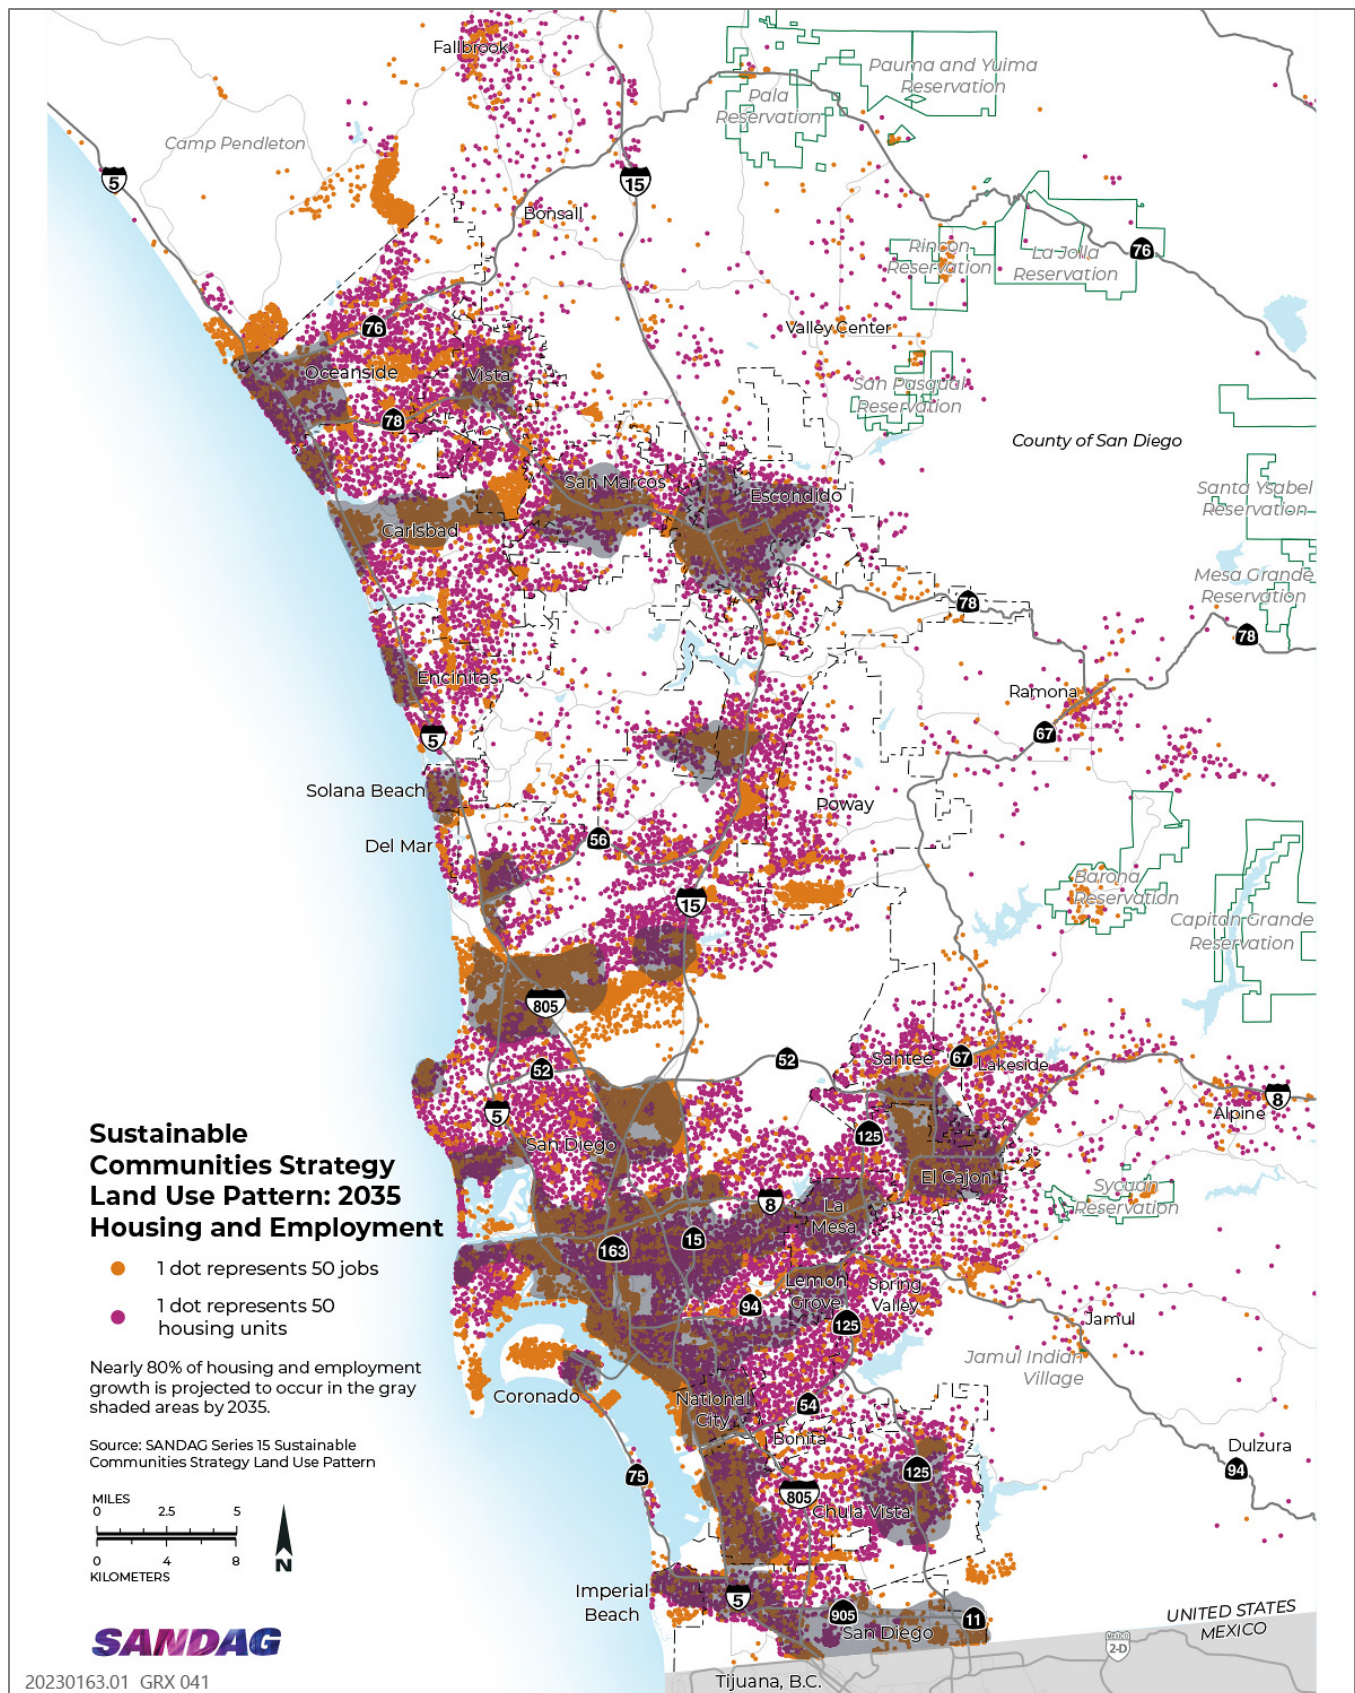 Fallbrook
Pauma and Yuima
Reservation
Pala
Reservation
Camp Pendleton
5
15
Bonsall
Rincon
Reservation
La Jolla
Reservation
76
76
Valley Center
Oceanside
Vista
San Pasqual
Reservation
78
County of San Diego
San Marcos
Escondido
Santa Ysabel
Reservation
Carlsbad
Mesa Grande
Reservation
78
78
Encinitas
Ramona
67
5
Solana Beach
Poway
Del Mar
56
Barona
Reservation
15
Capitan Grande
Reservation
805
52
52
Santee
67
Lakeside
5
8
Alpine
Sustainable
Communities Strategy
Land Use Pattern: 2035
Housing and Employment
125
San Diego
El Cajon
Sycuan
Reservation
8
La
Mesa
15
163
1 dot represents 50 jobs
1 dot represents 50
housing units
Lemon
Grove
Spring
Valley
94
125
Jamul
Jamul Indian
Village
Nearly 80% of housing and employment
growth is projected to occur in the gray
shaded areas by 2035.
Coronado
National
City
54
Bonita
Source: SANDAG Series 15 Sustainable
Communities Strategy Land Use Pattern
Dulzura
94
75
125
805
Chula Vista
MILES
0 2.5 5
0 4 8
KILOMETERS
N
Imperial
Beach
5
905
San Diego
11
UNITED STATES
MEXICO
MEXICO
2-D
SANDAG
Tijuana, B.C.
20230163.01 GRX 041